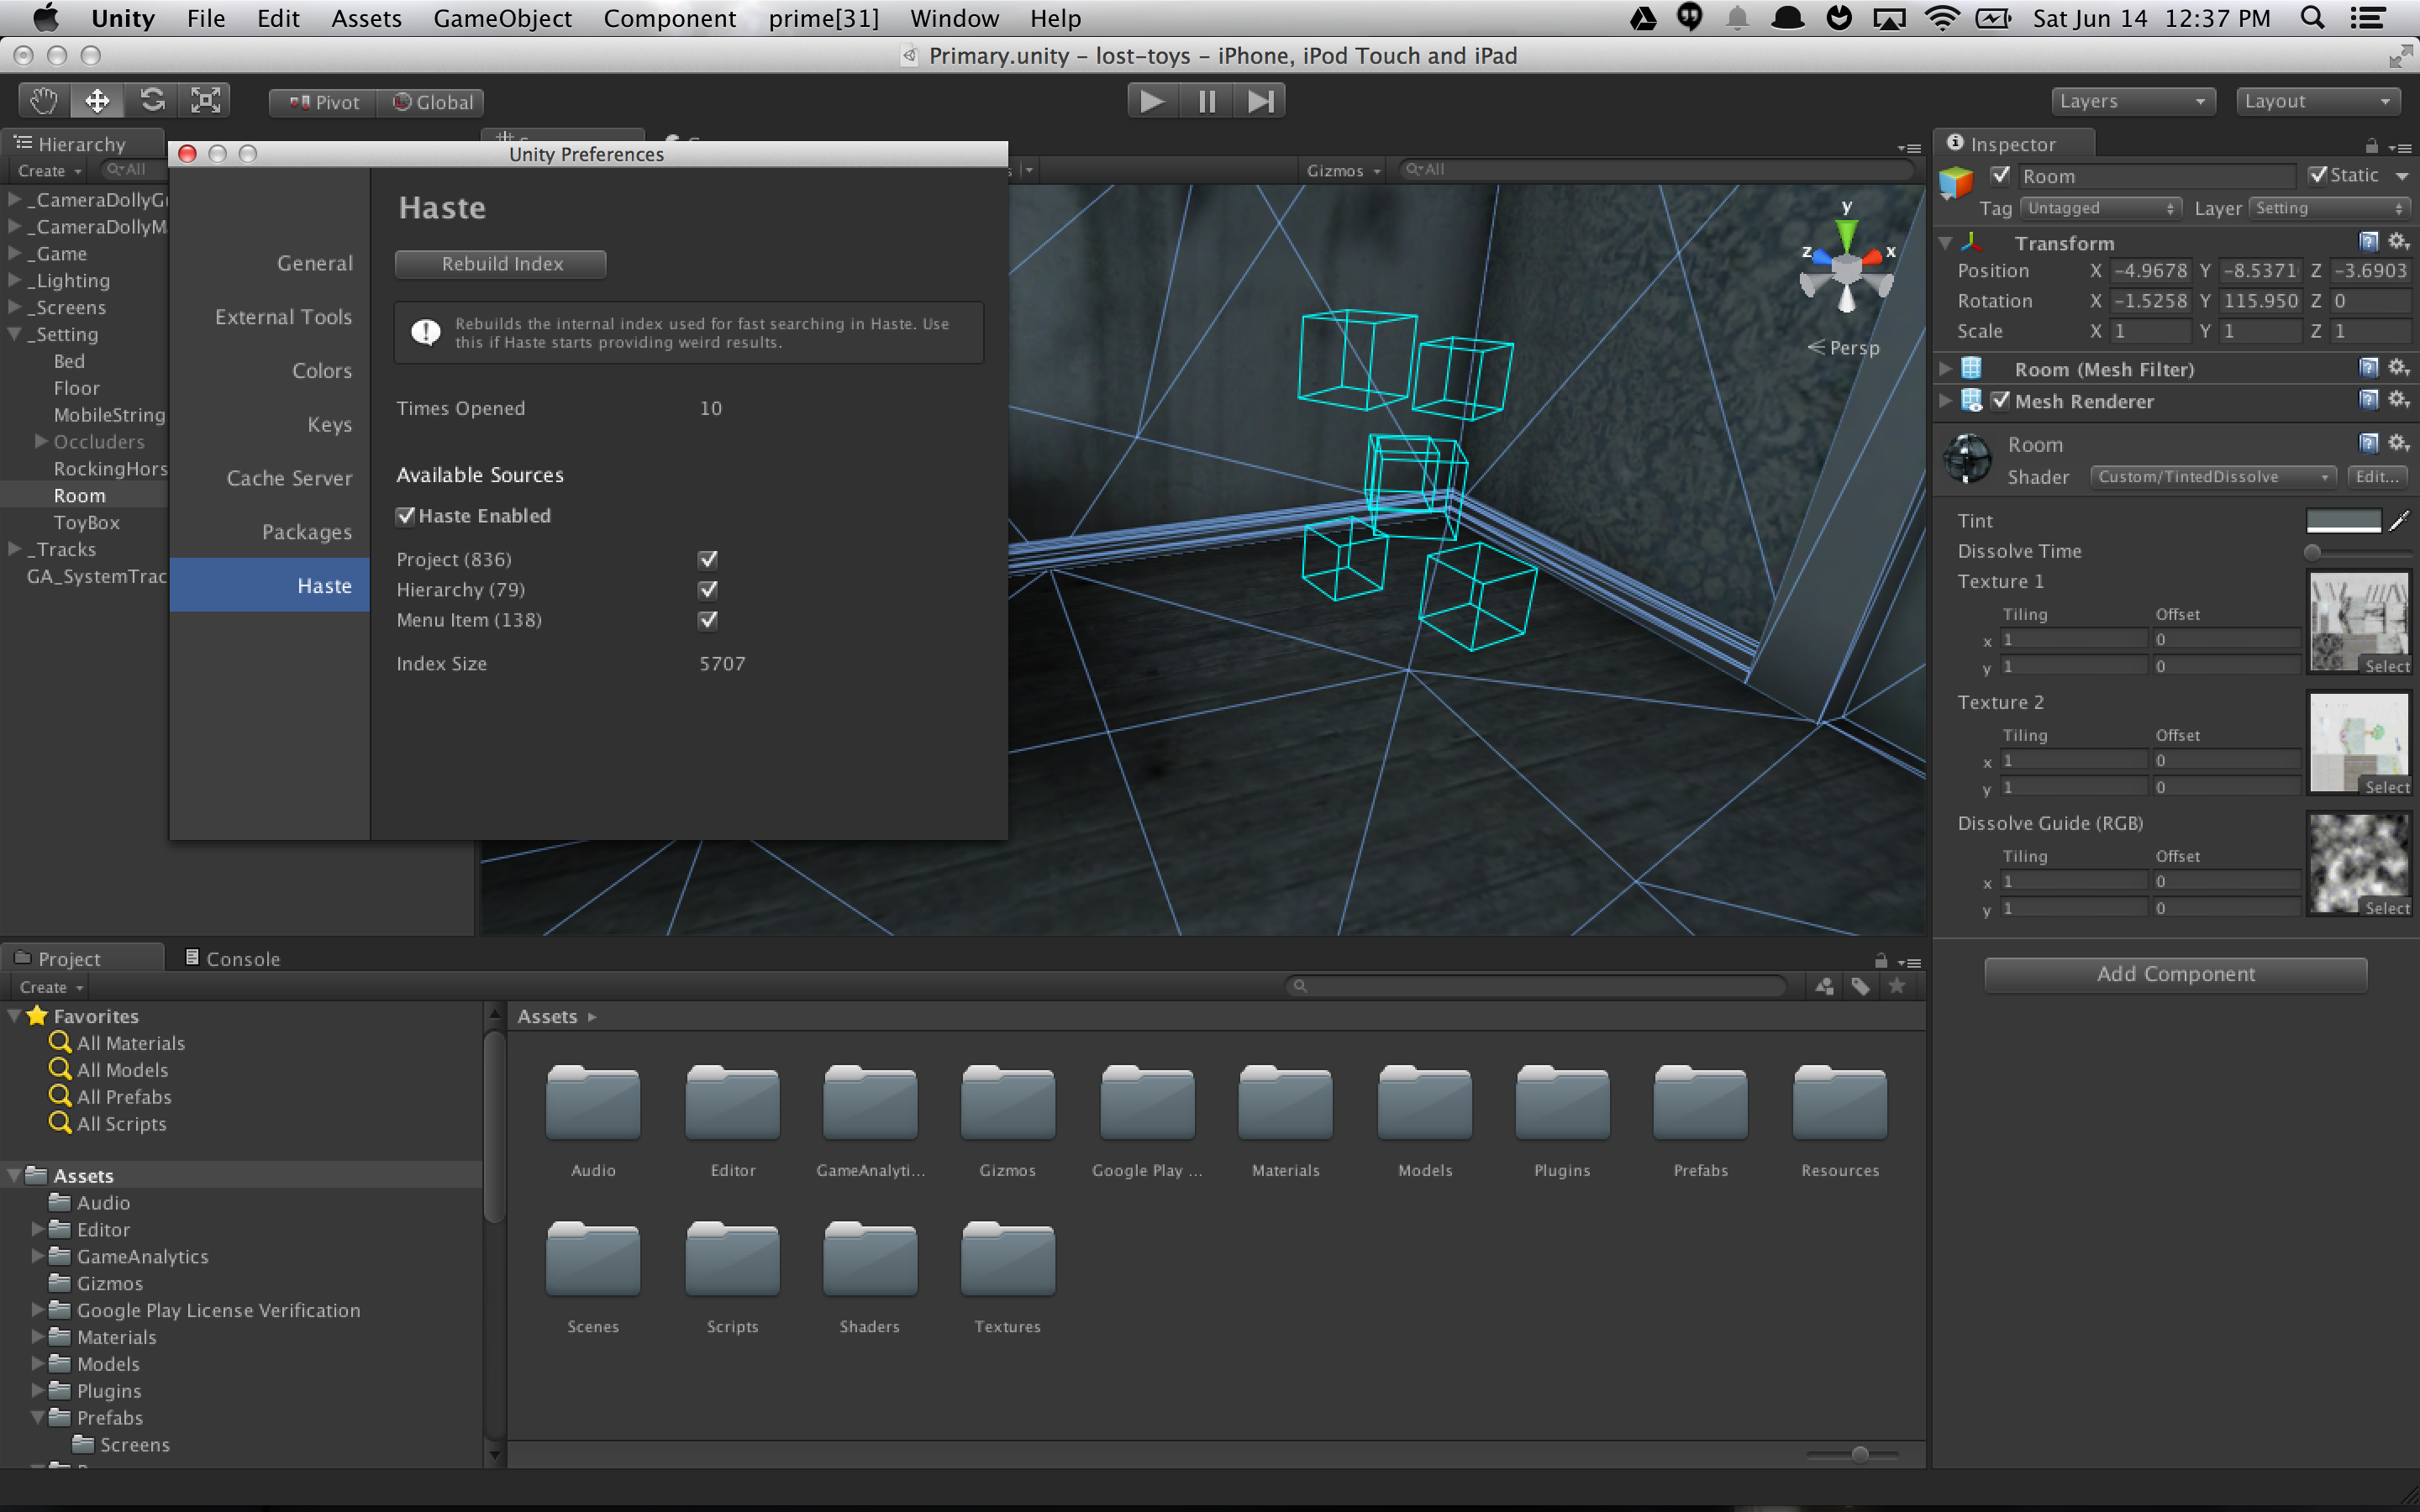 Unity File Edit Assets GameObject Component prime[31] Window Help Sat Jun 14 12:37 PM
Primary.unity – lost-toys – iPhone, iPod Touch and iPad
Pivot Global Layers Layout
Hierarchy
Create All
_CameraDollyG
_CameraDollyM
_Game
_Lighting
_Screens
_Setting
Bed
Floor
MobileString
Occluders
RockingHors
Room
ToyBox
_Tracks
GA_SystemTrac
Unity Preferences
General
External Tools
Colors
Keys
Cache Server
Packages
Haste
Haste
Rebuild Index
Rebuilds the internal index used for fast searching in Haste. Use
this if Haste starts providing weird results.
Times Opened 10
Available Sources
Haste Enabled
Project (836)
Hierarchy (79)
Menu Item (138)
Index Size 5707
Gizmos All
y
z x
Persp
Inspector
Room Static
Tag Untagged Layer Setting
Transform
Position X -4.9678 Y -8.5371 Z -3.6903
Rotation X -1.5258 Y 115.950 Z 0
Scale X 1 Y 1 Z 1
Room (Mesh Filter)
Mesh Renderer
Room
Shader Custom/TintedDissolve Edit...
Tint
Dissolve Time
Texture 1
Tiling Offset
x 1 0
y 1 0 Select
Texture 2
Tiling Offset
x 1 0
y 1 0 Select
Dissolve Guide (RGB)
Tiling Offset
x 1 0
y 1 0 Select
Add Component
Project Console
Create
Favorites
All Materials
All Models
All Prefabs
All Scripts
Assets
Audio
Editor
GameAnalytics
Gizmos
Google Play License Verification
Materials
Models
Plugins
Prefabs
Screens
Assets
Audio Editor GameAnalyti... Gizmos Google Play ... Materials Models Plugins Prefabs Resources
Scenes Scripts Shaders Textures